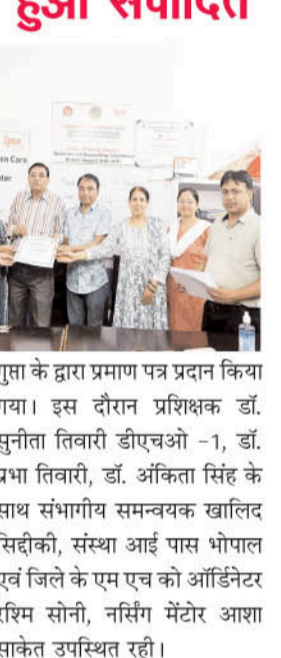 हुआ संपादित
गुप्ता के द्वारा प्रमाण पत्र प्रदान किया
गया। इस दौरान प्रशिक्षक डॉ.
सुनीता तिवारी डीएचओ -1, डॉ.
प्रभा तिवारी, डॉ. अंकिता सिंह के
साथ संभागीय समन्वयक खालिद
सिद्दीकी, संस्था आई पास भोपाल
एवं जिले के एम एच को ऑर्डिनेटर
रश्मि सोनी, नर्सिंग मेंटोर आशा
साकेत उपस्थित रही।